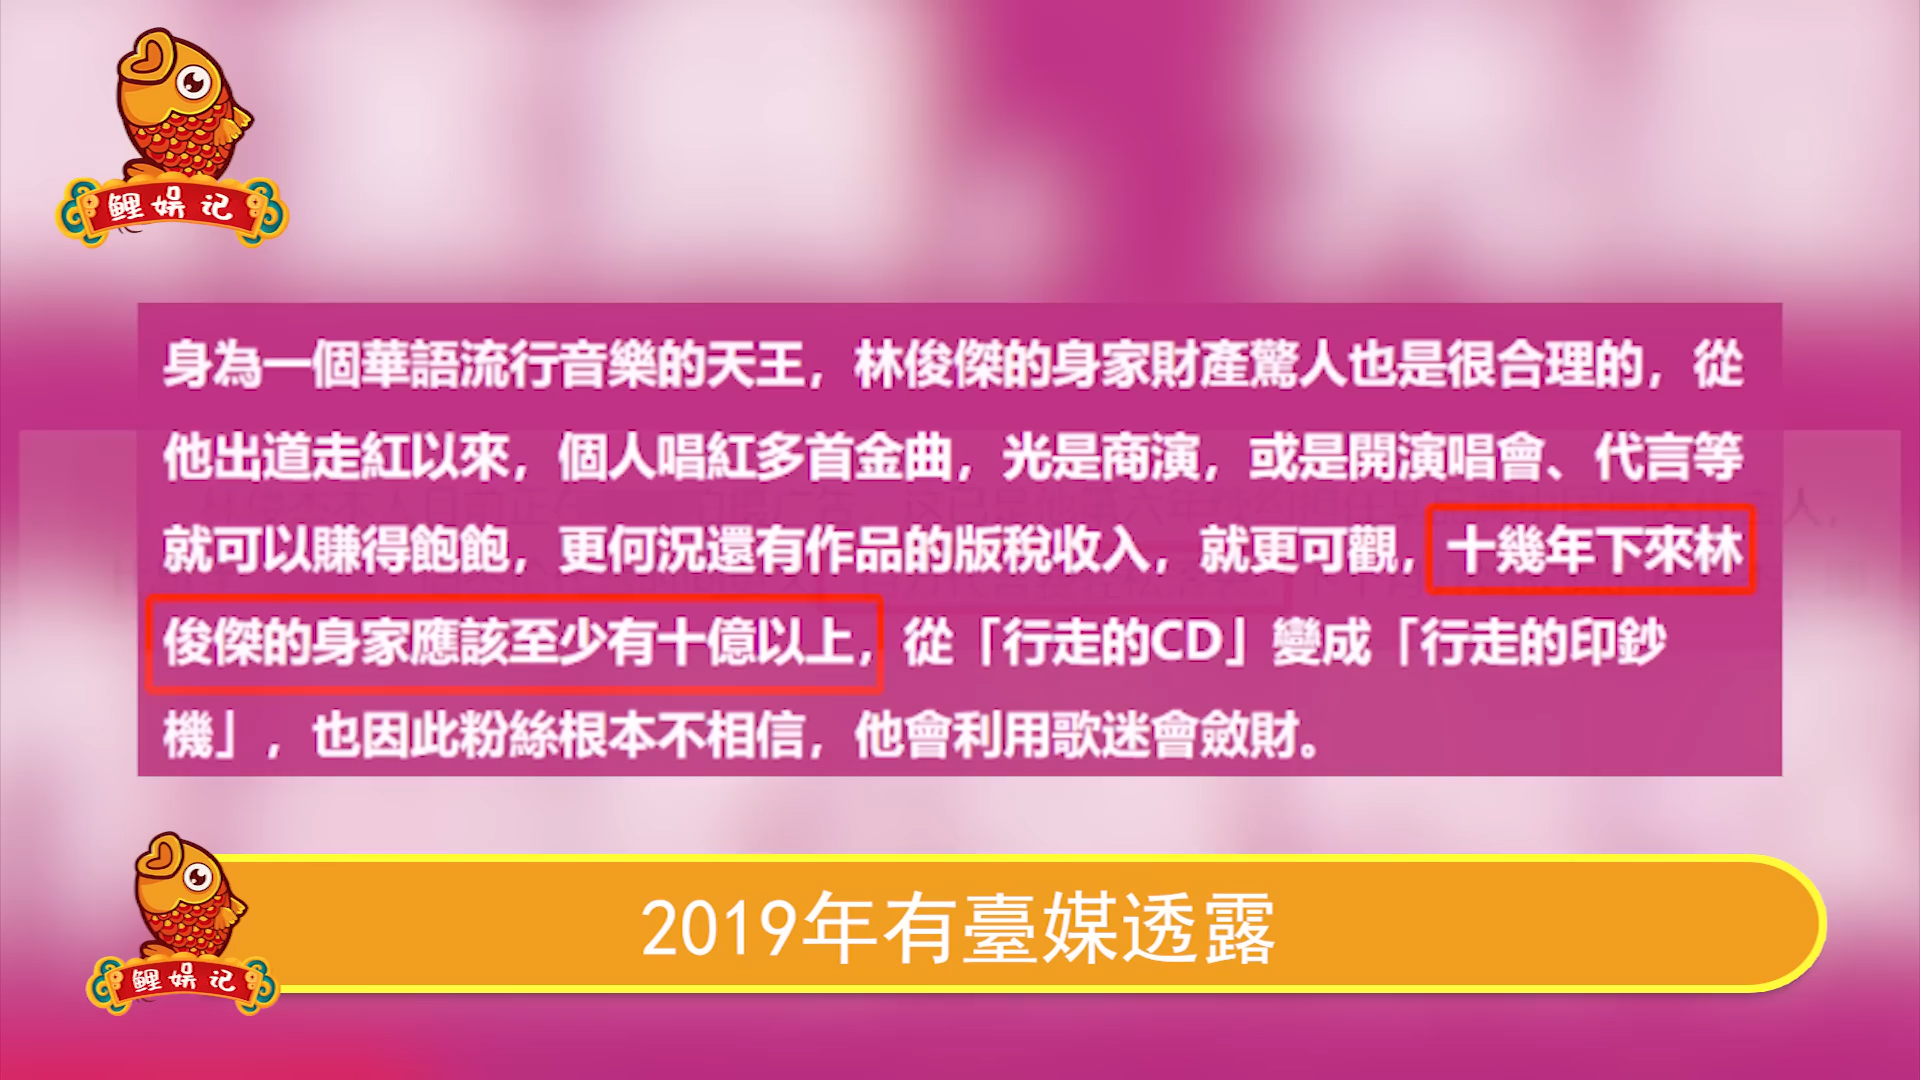 鲤娱记
身為一個華語流行音樂的天王，林俊傑的身家財產驚人也是很合理的，從
他出道走紅以來，個人唱紅多首金曲，光是商演，或是開演唱會、代言等
就可以賺得飽飽，更何況還有作品的版稅收入，就更可觀，十幾年下來林
俊傑的身家應該至少有十億以上，從「行走的CD」變成「行走的印鈔
機」，也因此粉絲根本不相信，他會利用歌迷會斂財。
鲤娱记
2019年有臺媒透露